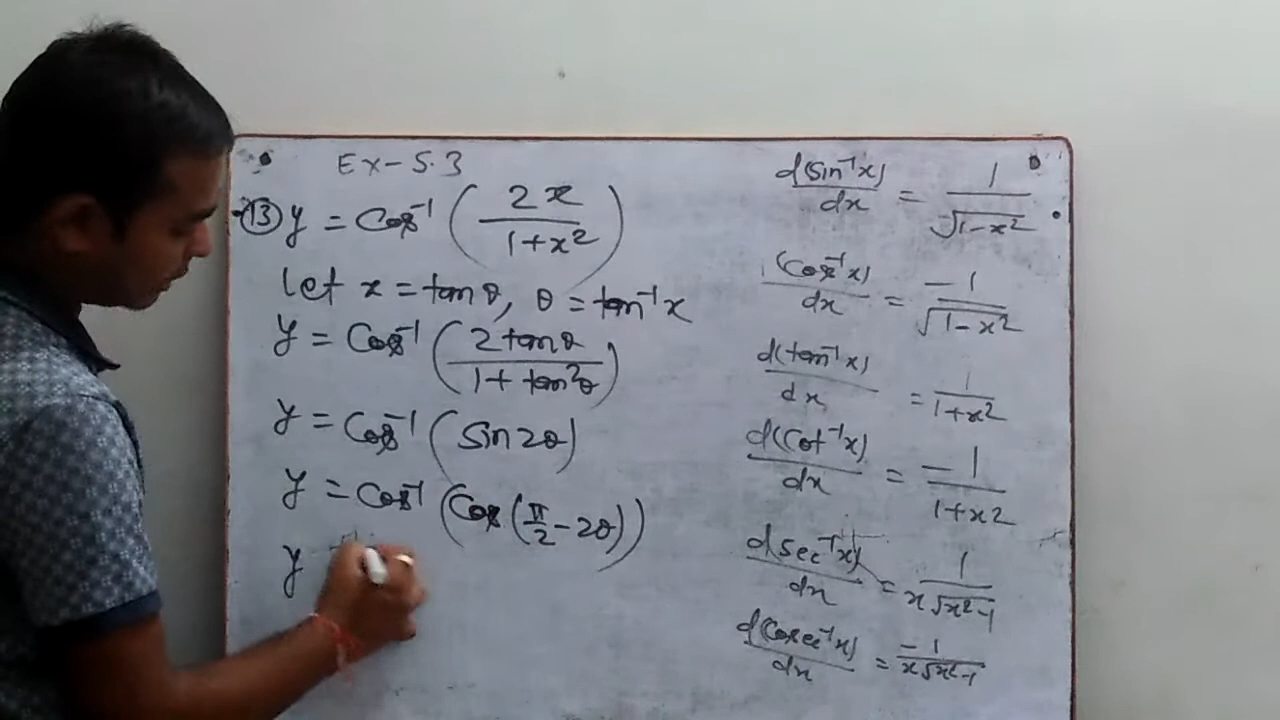 Ex-5.3
13 y = Cos⁻¹ (2x / 1+x²)
let x = tanθ, θ = tan⁻¹x
y = Cos⁻¹ (2tanθ / 1+tan²θ)
y = Cos⁻¹ (Sin2θ)
y = Cos⁻¹ (Cos(π/2 - 2θ))
y =
d(Sin⁻¹x)/dx = 1/√1-x²
(Cos⁻¹x)/dx = -1/√1-x²
d(tan⁻¹x)/dx = 1/1+x²
d(Cot⁻¹x)/dx = -1/1+x²
d(sec⁻¹x)/dx = 1/x√x²-1
d(Cosec⁻¹x)/dx = -1/x√x²-1